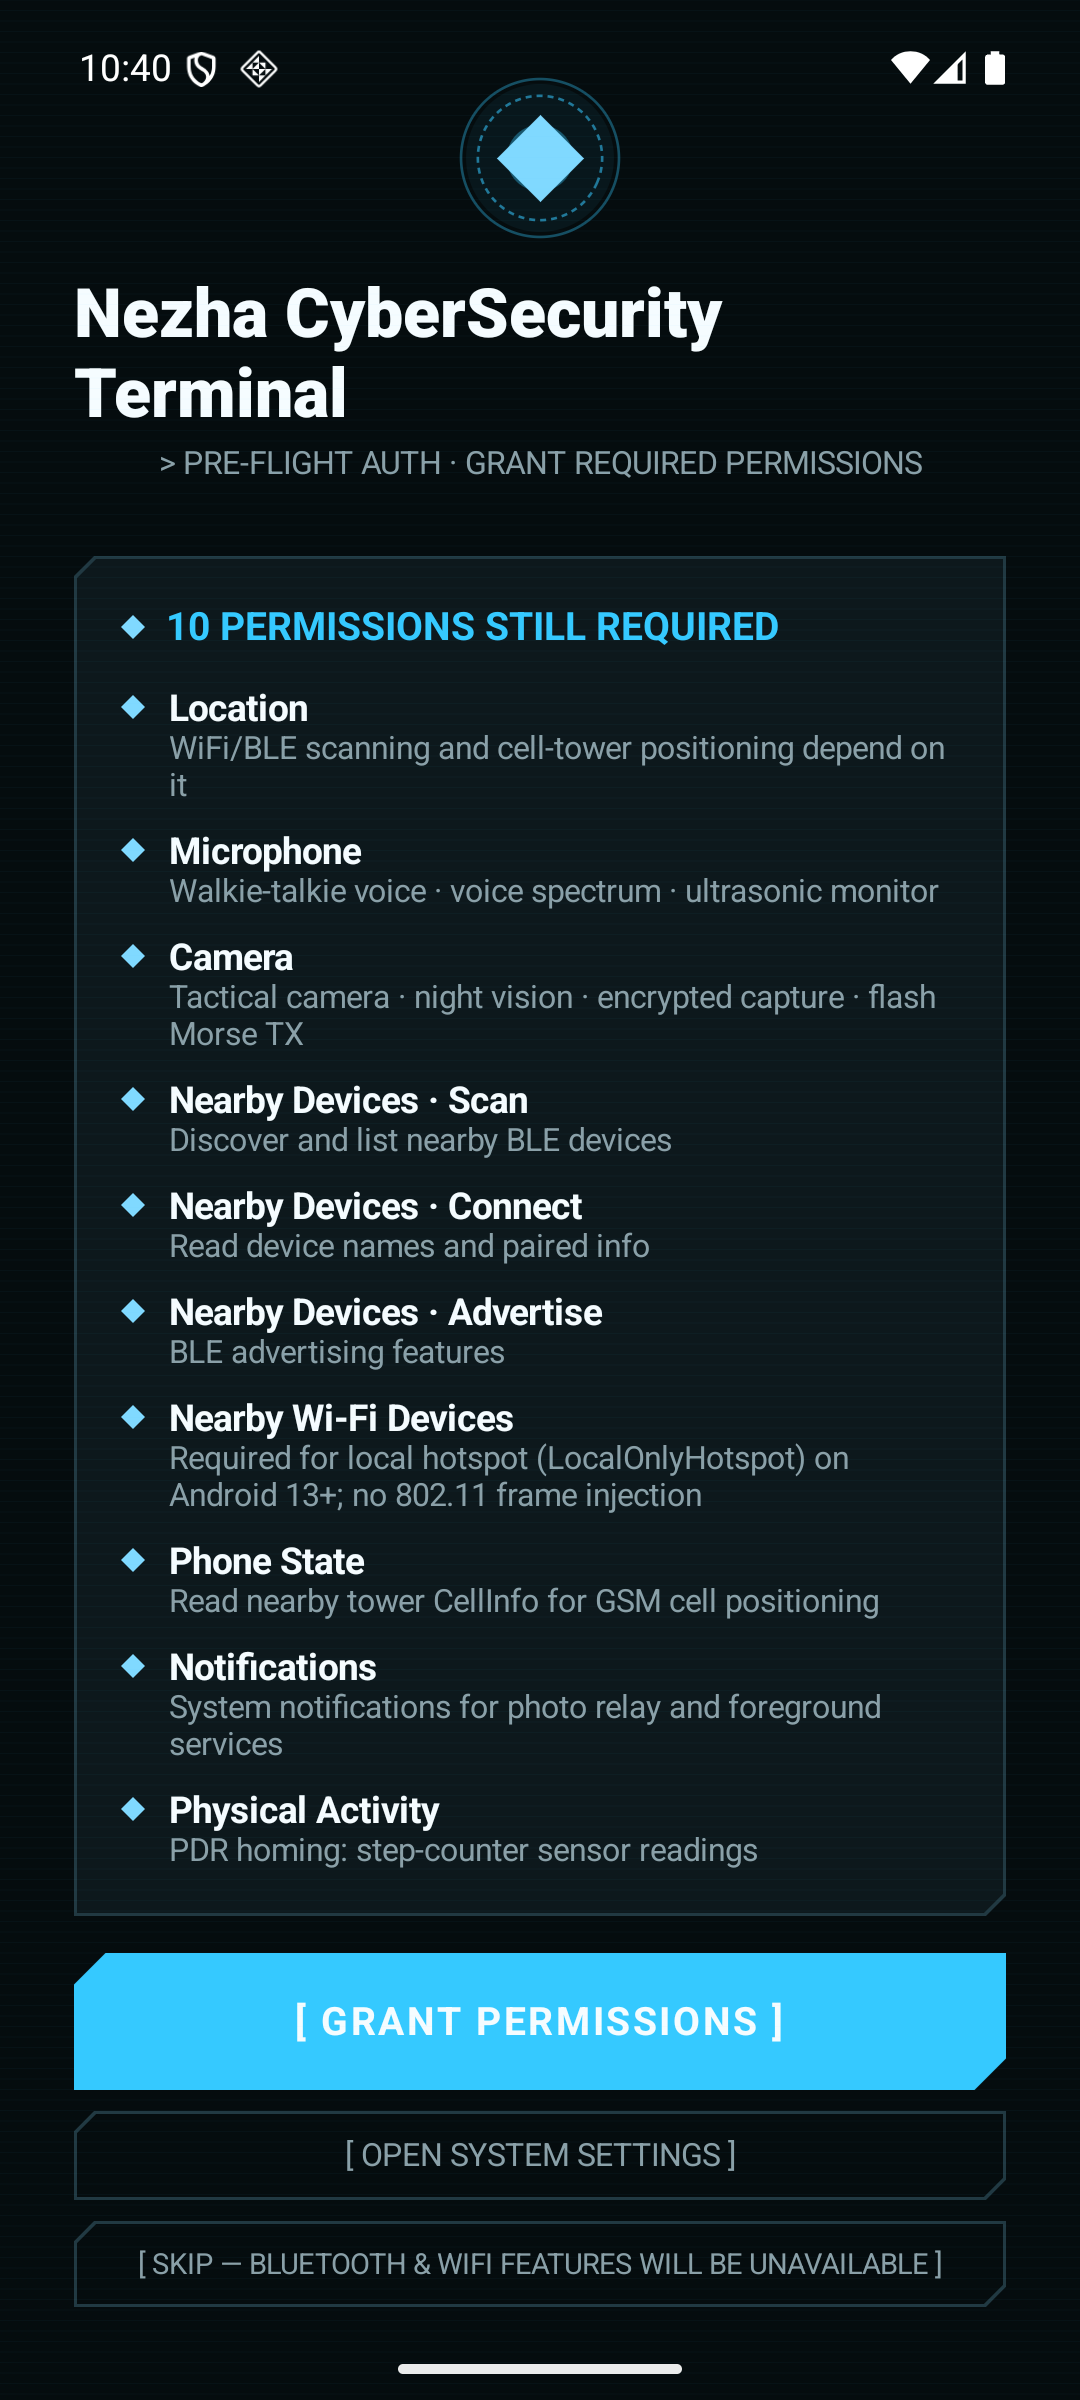 10:40
Nezha CyberSecurity
Terminal
> PRE-FLIGHT AUTH · GRANT REQUIRED PERMISSIONS
10 PERMISSIONS STILL REQUIRED
Location
WiFi/BLE scanning and cell-tower positioning depend on
it
Microphone
Walkie-talkie voice · voice spectrum · ultrasonic monitor
Camera
Tactical camera · night vision · encrypted capture · flash
Morse TX
Nearby Devices · Scan
Discover and list nearby BLE devices
Nearby Devices · Connect
Read device names and paired info
Nearby Devices · Advertise
BLE advertising features
Nearby Wi-Fi Devices
Required for local hotspot (LocalOnlyHotspot) on
Android 13+; no 802.11 frame injection
Phone State
Read nearby tower CellInfo for GSM cell positioning
Notifications
System notifications for photo relay and foreground
services
Physical Activity
PDR homing: step-counter sensor readings
[ GRANT PERMISSIONS ]
[ OPEN SYSTEM SETTINGS ]
[ SKIP — BLUETOOTH & WIFI FEATURES WILL BE UNAVAILABLE ]